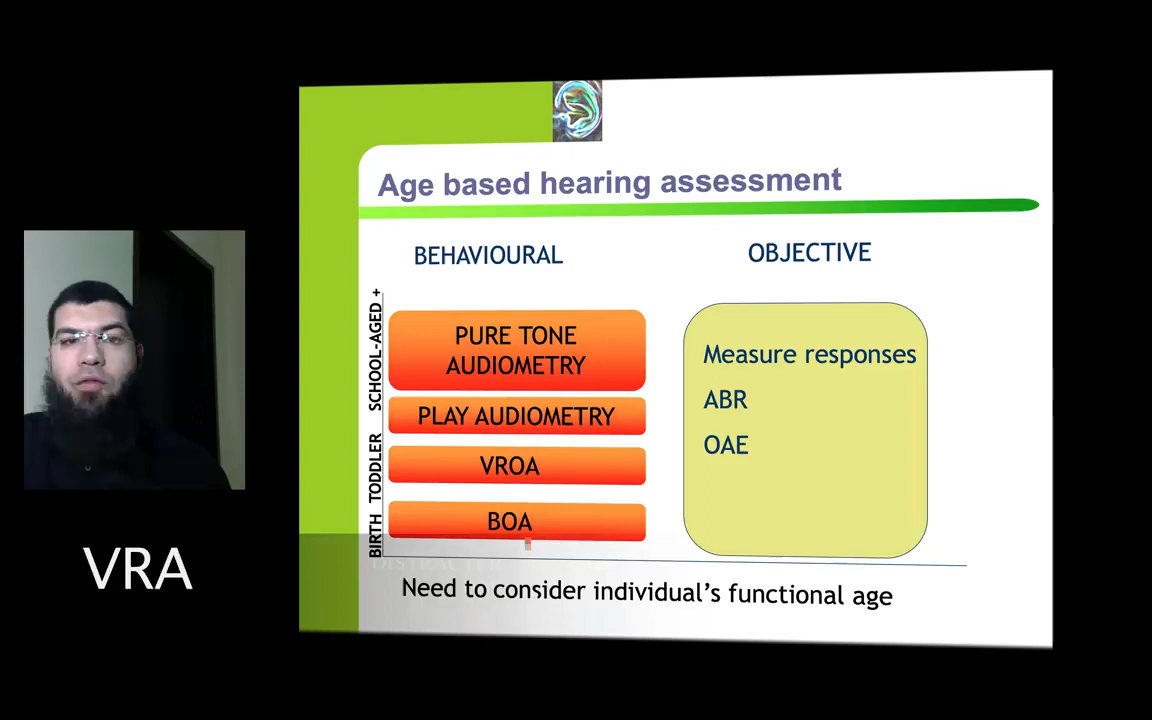 Age based hearing assessment
BEHAVIOURAL
OBJECTIVE
SCHOOL-AGED +
TODDLER
BIRTH
PURE TONE
AUDIOMETRY
PLAY AUDIOMETRY
VROA
BOA
Measure responses
ABR
OAE
Need to consider individual's functional age
VRA